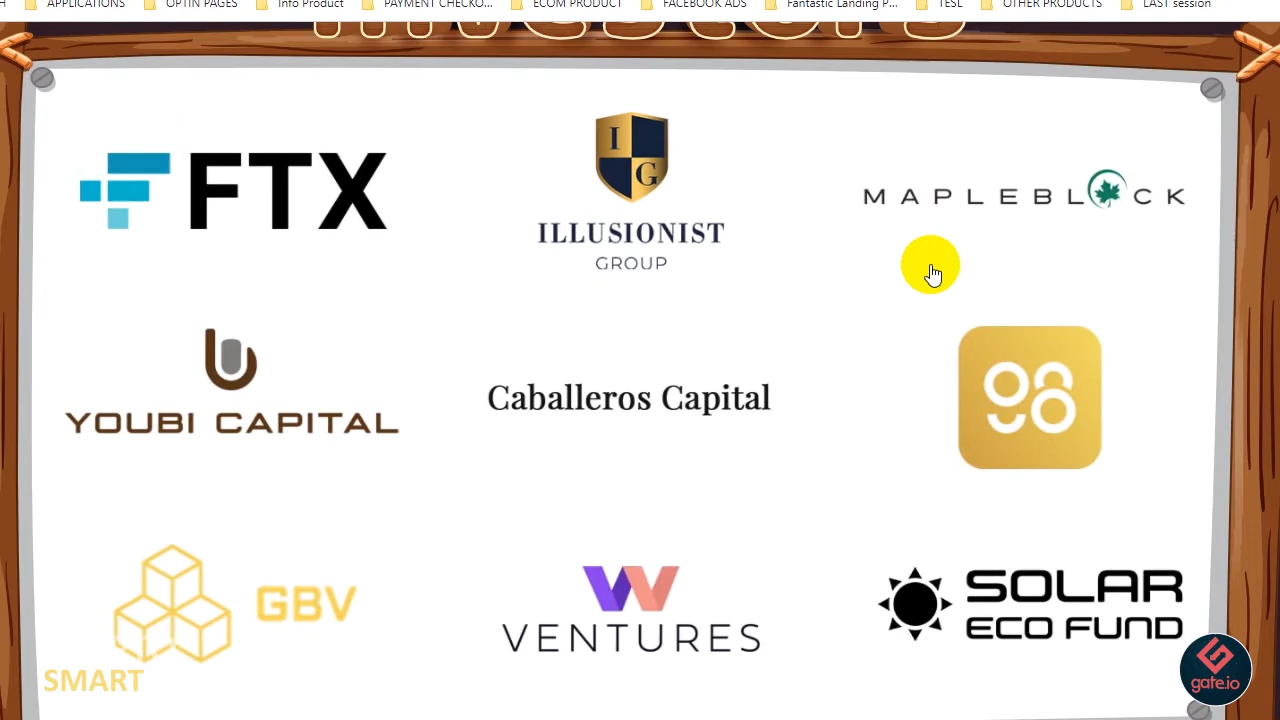 APPLICATIONS
OPTIN PAGES
Info Product
PAYMENT CHECKO...
ECOM PRODUCT
FACEBOOK ADS
Fantastic Landing P...
TESL
OTHER PRODUCTS
LAST session
FTX
I
G
ILLUSIONIST
GROUP
MAPLEBLOCK
YOUBI CAPITAL
Caballeros Capital
98
GBV
VENTURES
SOLAR
ECO FUND
SMART
gate.io